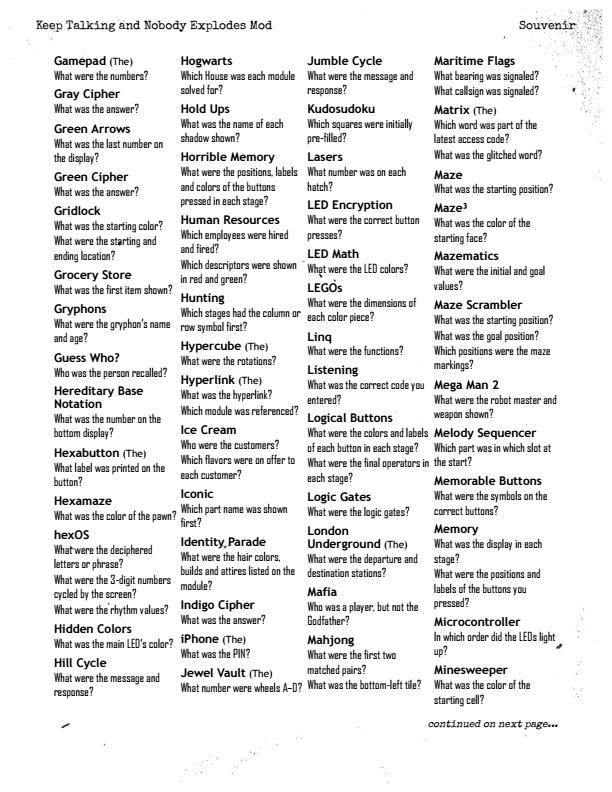 Keep Talking and Nobody Explodes Mod
Souvenir
Gamepad (The)
What were the numbers?
Gray Cipher
What was the answer?
Green Arrows
What was the last number on
the display?
Green Cipher
What was the answer?
Gridlock
What was the starting color?
What were the starting and
ending location?
Grocery Store
What was the first item shown?
Gryphons
What were the gryphon's name
and age?
Guess Who?
Who was the person recalled?
Hereditary Base
Notation
What was the number on the
bottom display?
Hexabutton (The)
What label was printed on the
button?
Hexamaze
What was the color of the pawn?
hexOS
What were the deciphered
letters or phrase?
What were the 3-digit numbers
cycled by the screen?
What were the rhythm values?
Hidden Colors
What was the main LED's color?
Hill Cycle
What were the message and
response?
Hogwarts
Which House was each module
solved for?
Hold Ups
What was the name of each
shadow shown?
Horrible Memory
What were the positions, labels
and colors of the buttons
pressed in each stage?
Human Resources
Which employees were hired
and fired?
Which descriptors were shown
in red and green?
Hunting
Which stages had the column or
row symbol first?
Hypercube (The)
What were the rotations?
Hyperlink (The)
What was the hyperlink?
Which module was referenced?
Ice Cream
Who were the customers?
Which flavors were on offer to
each customer?
Iconic
Which part name was shown
first?
Identity Parade
What were the hair colors,
builds and attires listed on the
module?
Indigo Cipher
What was the answer?
iPhone (The)
What was the PIN?
Jewel Vault (The)
What number were wheels A–D?
Jumble Cycle
What were the message and
response?
Kudosudoku
Which squares were initially
pre-filled?
Lasers
What number was on each
hatch?
LED Encryption
What were the correct button
presses?
LED Math
What were the LED colors?
LEGOs
What were the dimensions of
each color piece?
Linq
What were the functions?
Listening
What was the correct code you
entered?
Logical Buttons
What were the colors and labels
of each button in each stage?
What were the final operators in
each stage?
Logic Gates
What were the logic gates?
London
Underground (The)
What were the departure and
destination stations?
Mafia
Who was a player, but not the
Godfather?
Mahjong
What were the first two
matched pairs?
What was the bottom-left tile?
Maritime Flags
What bearing was signaled?
What callsign was signaled?
Matrix (The)
Which word was part of the
latest access code?
What was the glitched word?
Maze
What was the starting position?
Maze³
What was the color of the
starting face?
Mazematics
What were the initial and goal
values?
Maze Scrambler
What was the starting position?
What was the goal position?
Which positions were the maze
markings?
Mega Man 2
What were the robot master and
weapon shown?
Melody Sequencer
Which part was in which slot at
the start?
Memorable Buttons
What were the symbols on the
correct buttons?
Memory
What was the display in each
stage?
What were the positions and
labels of the buttons you
pressed?
Microcontroller
In which order did the LEDs light
up?
Minesweeper
What was the color of the
starting cell?
continued on next page…